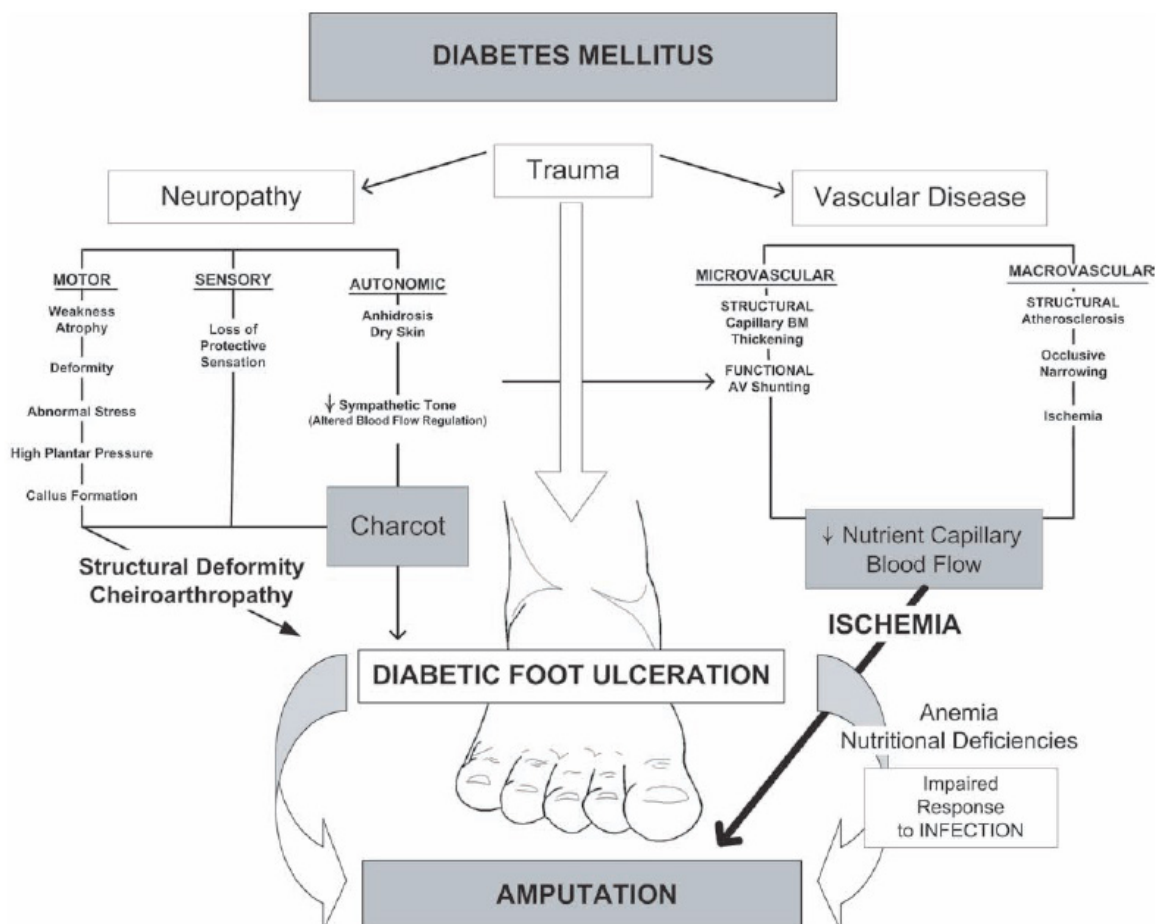 DIABETES MELLITUS
Trauma
Neuropathy
Vascular Disease
MOTOR
Weakness
Atrophy
Deformity
Abnormal Stress
High Plantar Pressure
Callus Formation
SENSORY
Loss of
Protective
Sensation
AUTONOMIC
Anhidrosis
Dry Skin
↓ Sympathetic Tone
(Altered Blood Flow Regulation)
MICROVASCULAR
STRUCTURAL
Capillary BM
Thickening
FUNCTIONAL
AV Shunting
MACROVASCULAR
STRUCTURAL
Atherosclerosis
Occlusive
Narrowing
Ischemia
Charcot
Structural Deformity
Cheiroarthropathy
↓ Nutrient Capillary
Blood Flow
ISCHEMIA
DIABETIC FOOT ULCERATION
Anemia
Nutritional Deficiencies
Impaired
Response
to INFECTION
AMPUTATION